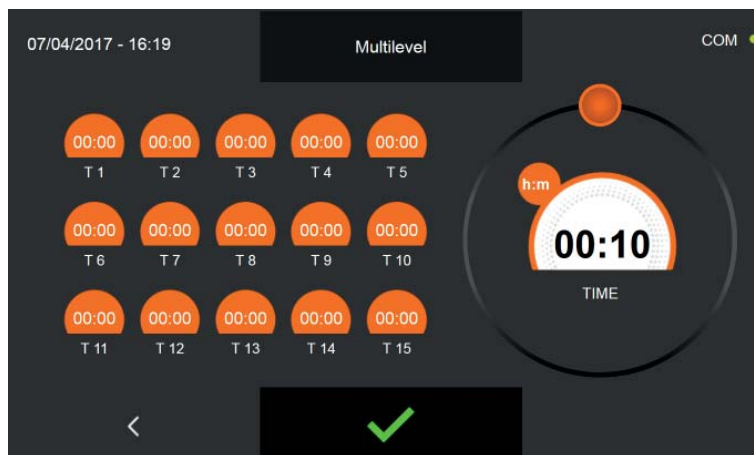 07/04/2017 - 16:19
Multilevel
COM
00:00 00:00 00:00 00:00 00:00
T 1 T 2 T 3 T 4 T 5
h:m
00:10
TIME
00:00 00:00 00:00 00:00 00:00
T 6 T 7 T 8 T 9 T 10
00:00 00:00 00:00 00:00 00:00
T 11 T 12 T 13 T 14 T 15